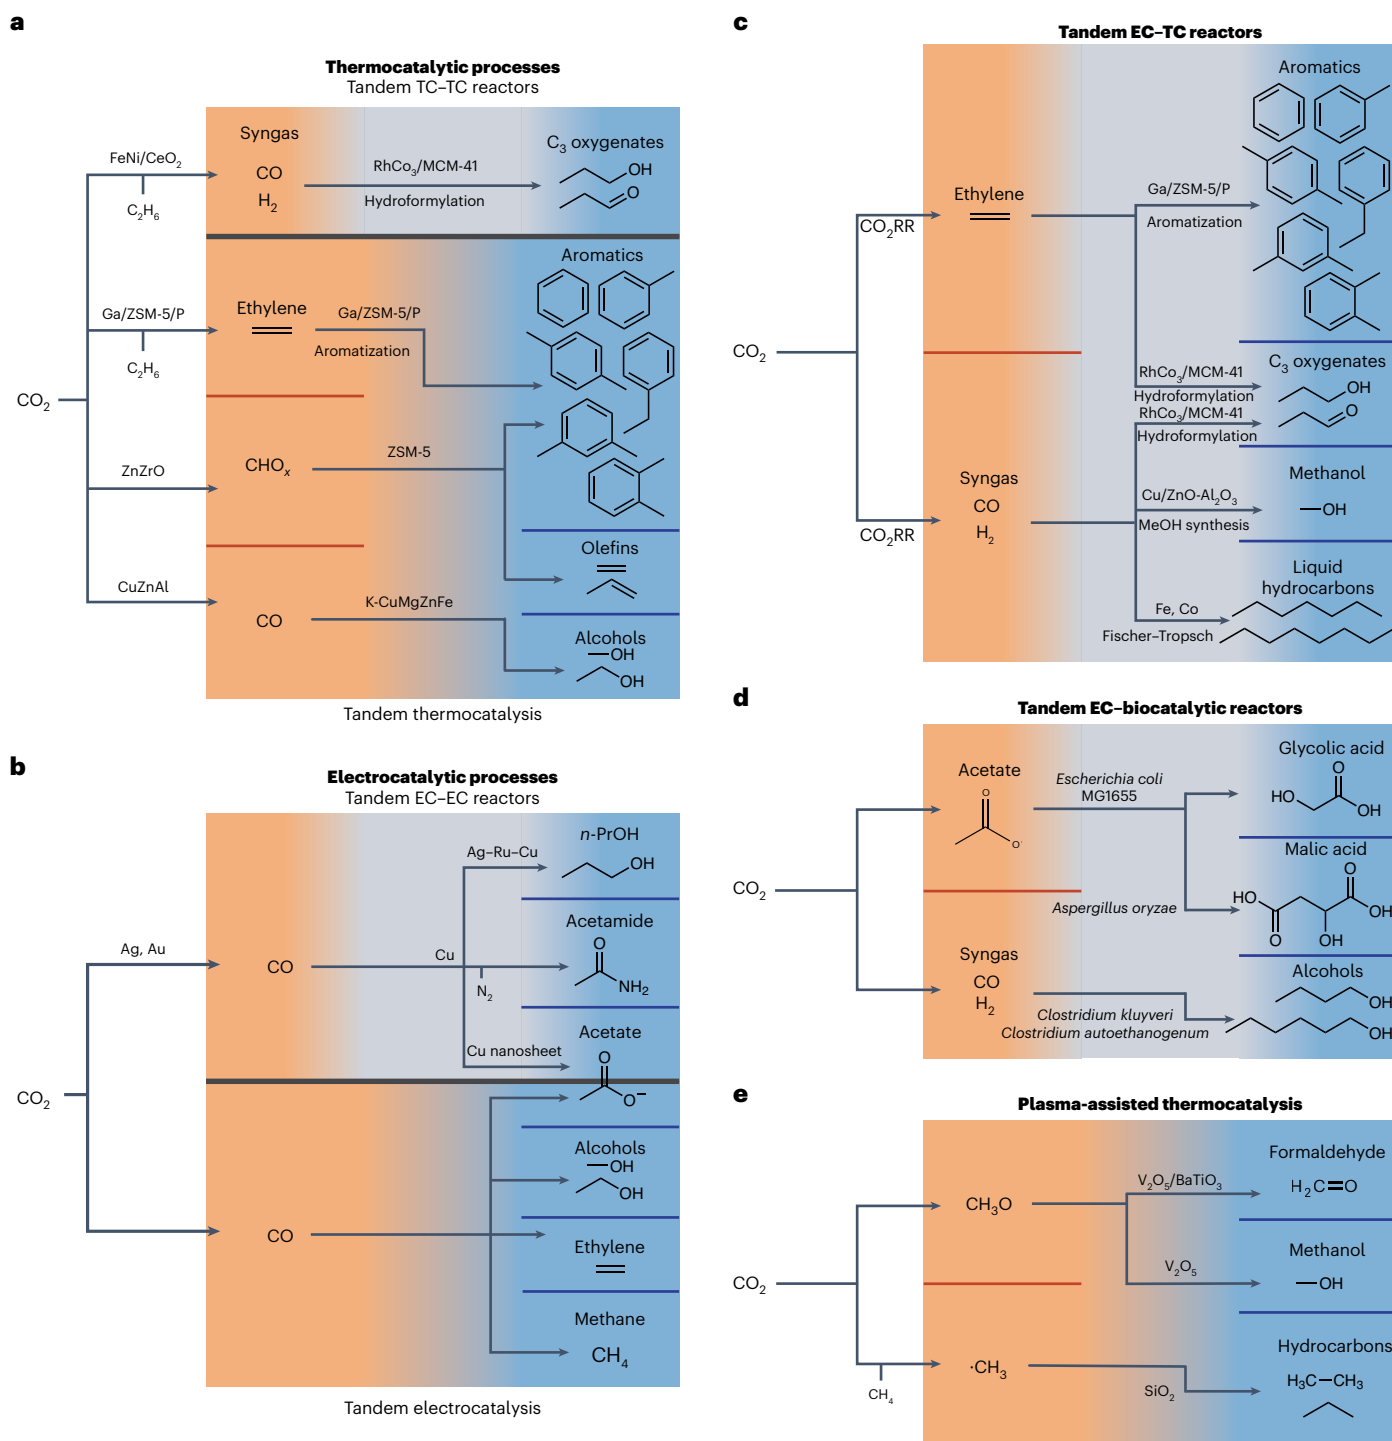 a
Thermocatalytic processes
Tandem TC–TC reactors
CO2
FeNi/CeO2
C2H6
Syngas
CO
H2
RhCo3/MCM-41
Hydroformylation
C3 oxygenates
OH
O
Ga/ZSM-5/P
C2H6
Ethylene
Ga/ZSM-5/P
Aromatization
Aromatics
ZnZrO
CHOx
ZSM-5
Olefins
CuZnAl
CO
K-CuMgZnFe
Alcohols
OH
OH
Tandem thermocatalysis
b
Electrocatalytic processes
Tandem EC–EC reactors
CO2
Ag, Au
CO
Ag–Ru–Cu
n-PrOH
OH
Cu
N2
Acetamide
O
NH2
Cu nanosheet
Acetate
O
O−
CO
Alcohols
OH
OH
Ethylene
Methane
CH4
Tandem electrocatalysis
c
Tandem EC–TC reactors
CO2
CO2RR
Ethylene
Ga/ZSM-5/P
Aromatization
Aromatics
RhCo3/MCM-41
Hydroformylation
C3 oxygenates
OH
O
RhCo3/MCM-41
Hydroformylation
CO2RR
Syngas
CO
H2
Cu/ZnO-Al2O3
MeOH synthesis
Methanol
OH
Fe, Co
Fischer–Tropsch
Liquid
hydrocarbons
d
Tandem EC–biocatalytic reactors
CO2
Acetate
O
O-
Escherichia coli
MG1655
Glycolic acid
O
HO
OH
Aspergillus oryzae
Malic acid
O
HO
OH
O
OH
Syngas
CO
H2
Clostridium kluyveri
Clostridium autoethanogenum
Alcohols
OH
OH
e
Plasma-assisted thermocatalysis
CO2
CH3O
V2O5/BaTiO3
Formaldehyde
H2C=O
V2O5
Methanol
OH
CH4
·CH3
SiO2
Hydrocarbons
H3C–CH3